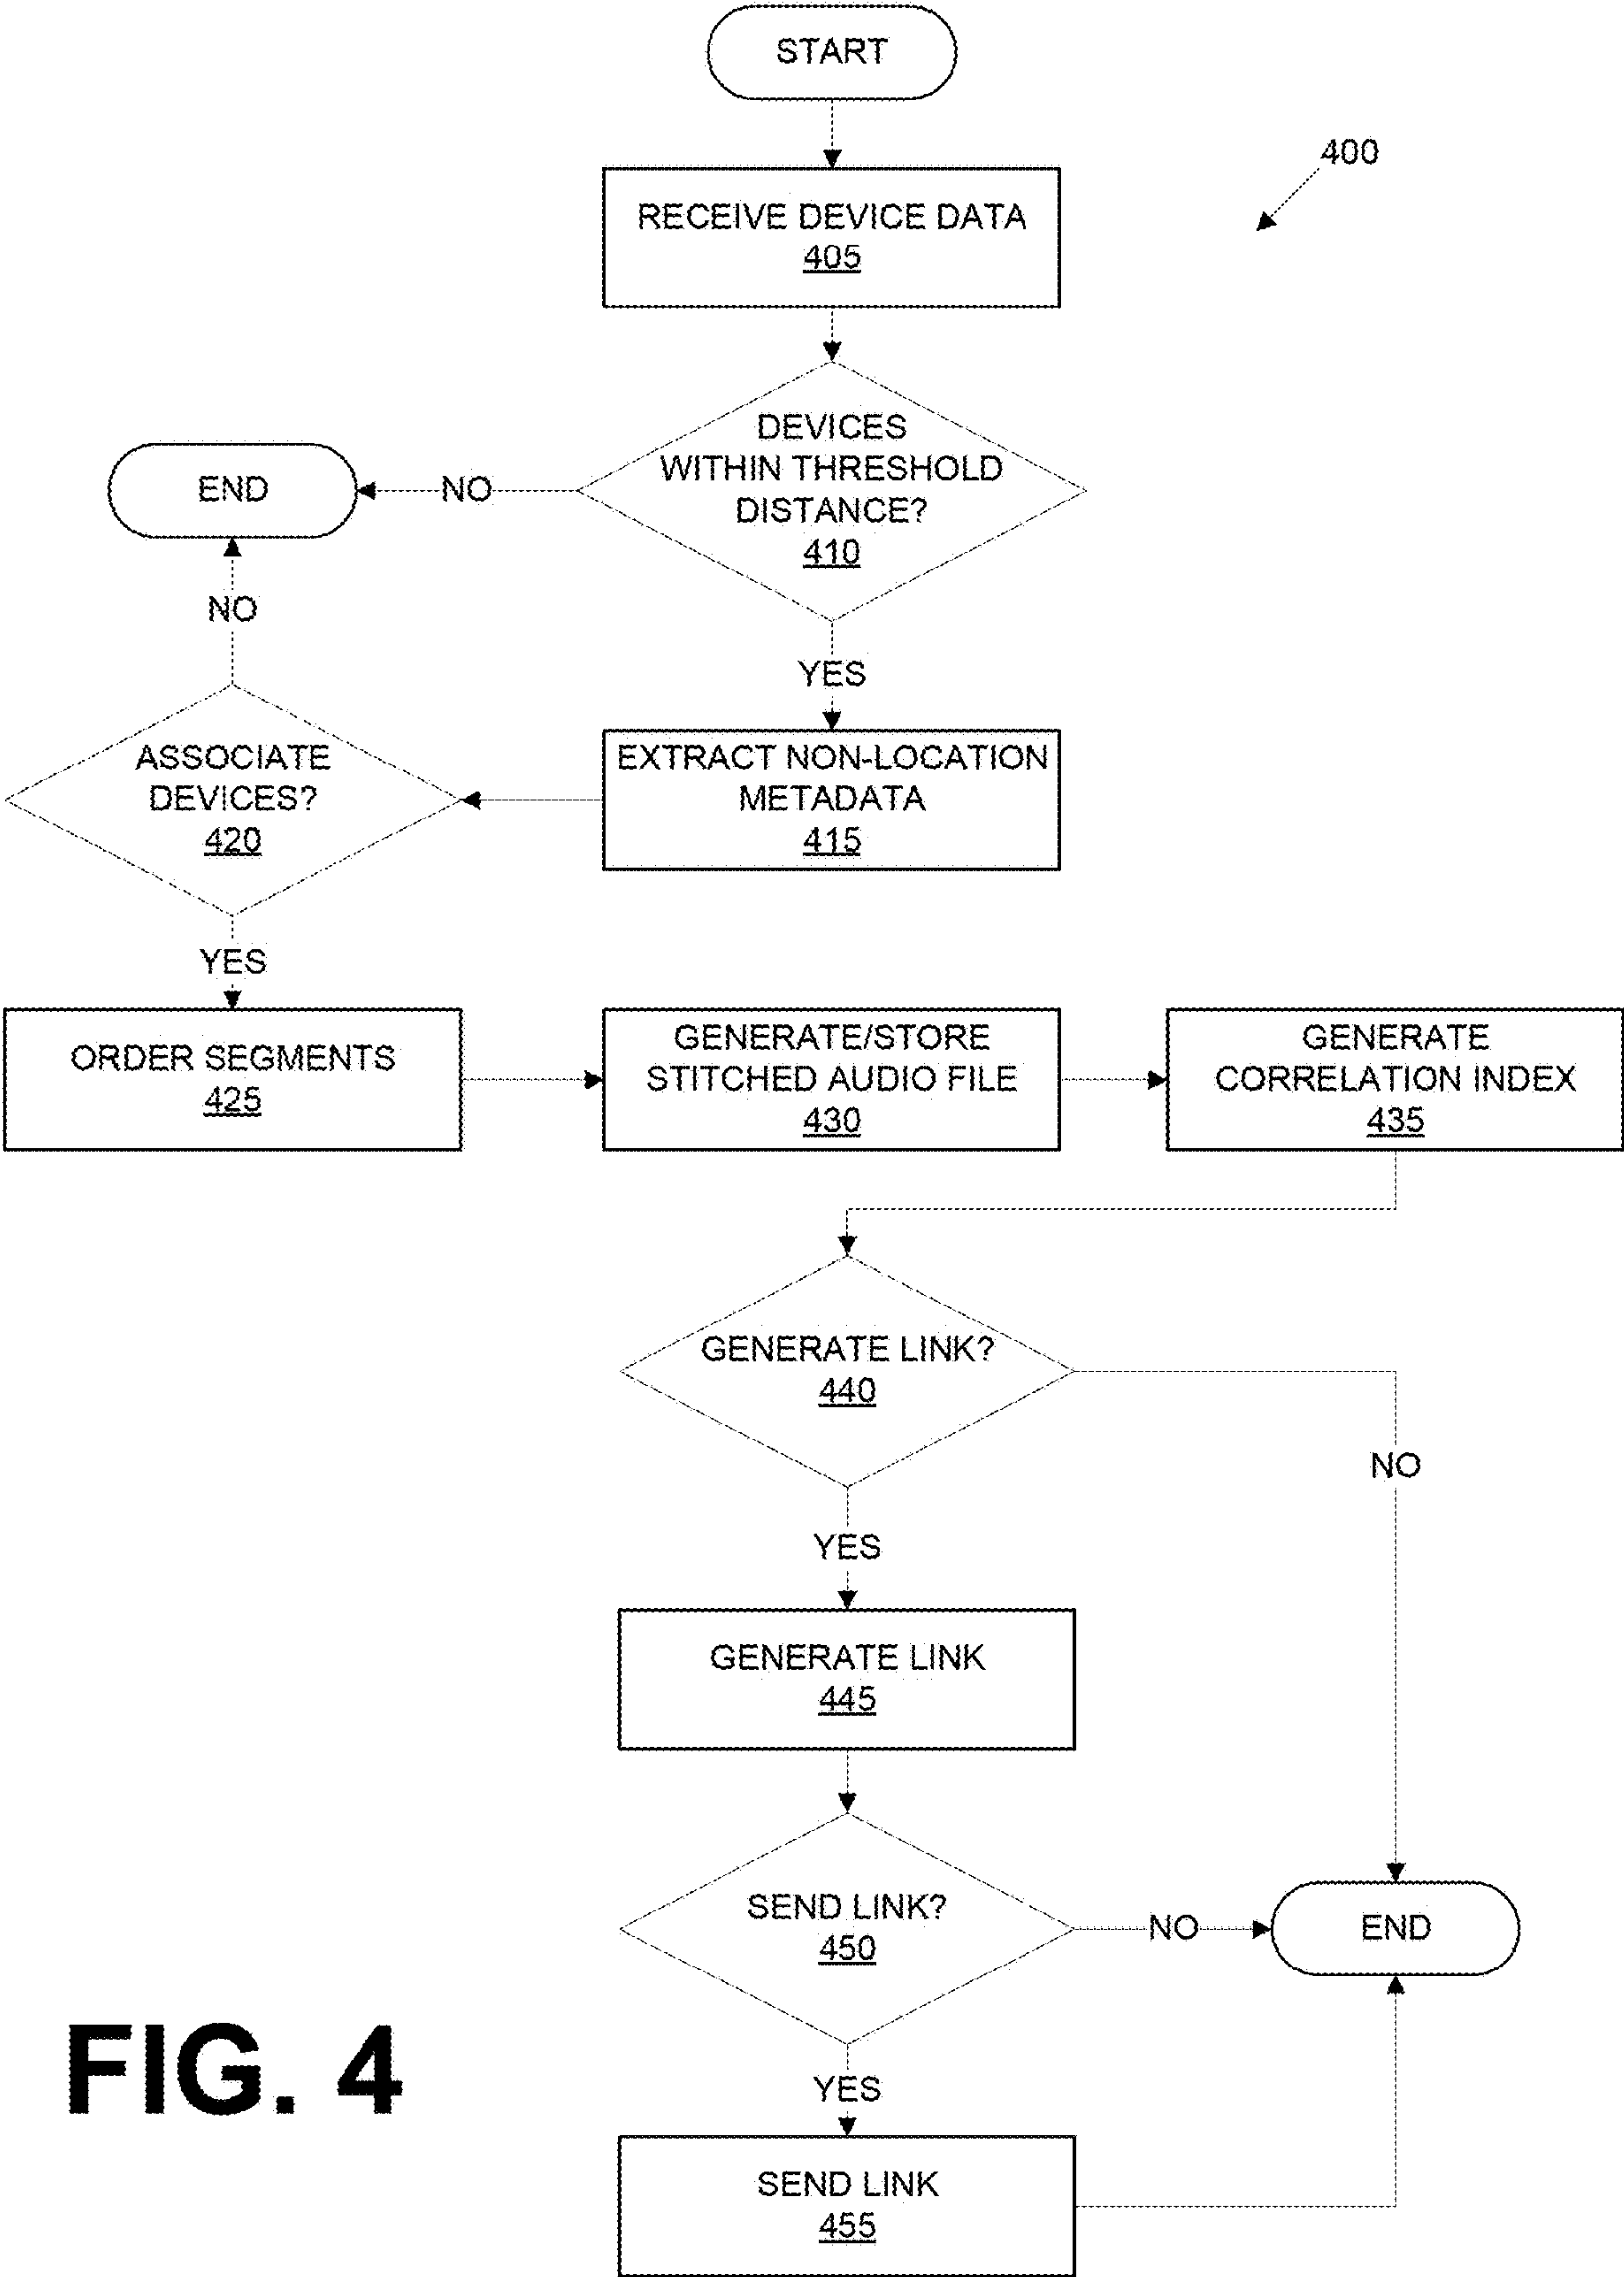 START
400
RECEIVE DEVICE DATA
405
DEVICES
WITHIN THRESHOLD
DISTANCE?
410
END
NO
NO
YES
ASSOCIATE
DEVICES?
420
EXTRACT NON-LOCATION
METADATA
415
YES
ORDER SEGMENTS
425
GENERATE/STORE
STITCHED AUDIO FILE
430
GENERATE
CORRELATION INDEX
435
GENERATE LINK?
440
NO
YES
GENERATE LINK
445
SEND LINK?
450
NO
END
YES
SEND LINK
455
FIG. 4